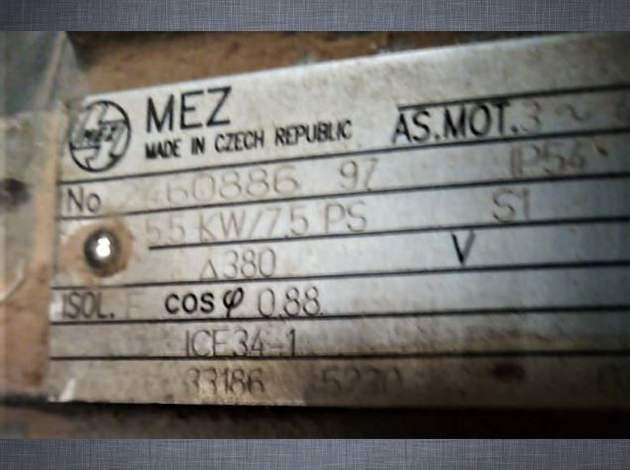 MEZ
MADE IN CZECH REPUBLIC
AS.MOT. 3 ~
No 2460886 97 IP54
5.5 KW/7.5 PS S1
Δ380 V
ISOL. F cos φ 0.88
ICE34-1
33186